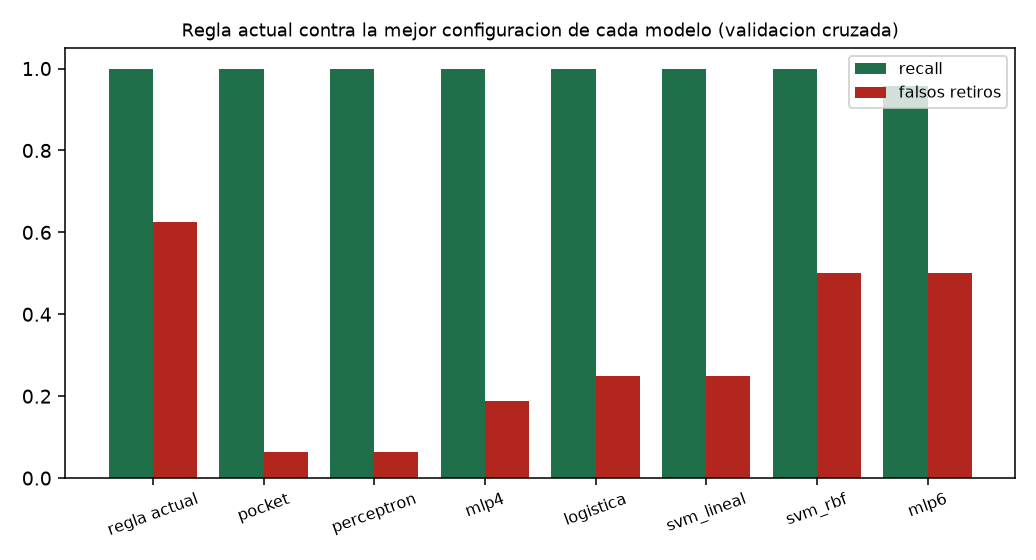 Regla actual contra la mejor configuracion de cada modelo (validacion cruzada)
recall
falsos retiros
1.0
0.8
0.6
0.4
0.2
0.0
regla actual
pocket
perceptron
mlp4
logistica
svm_lineal
svm_rbf
mlp6